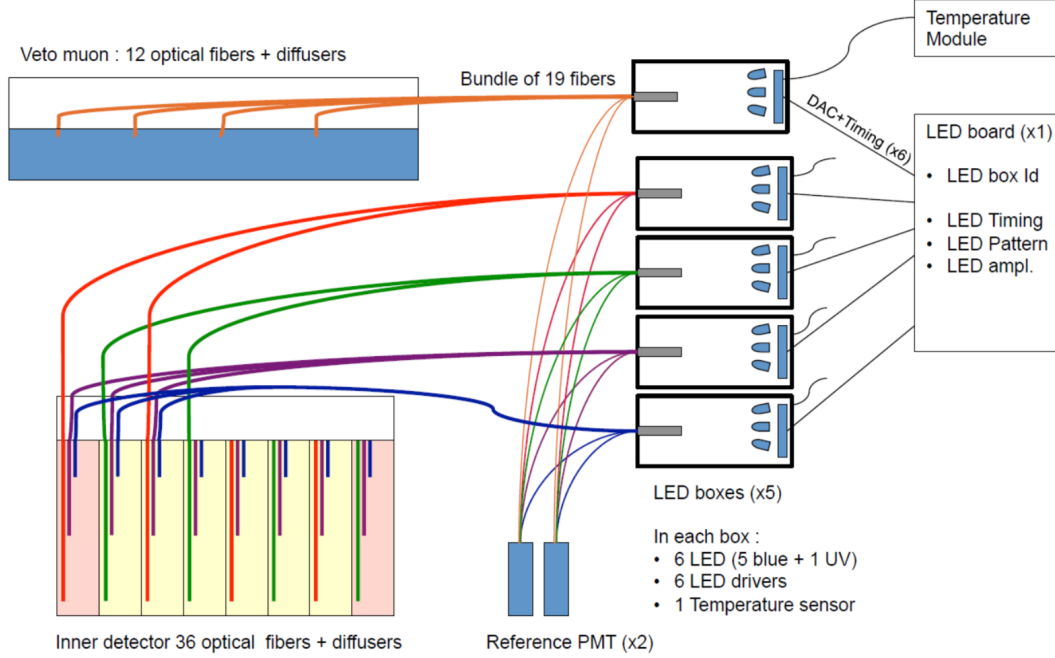 Temperature
Module
Veto muon : 12 optical fibers + diffusers
Bundle of 19 fibers
DAC+Timing (x6)
LED board (x1)
• LED box Id
• LED Timing
• LED Pattern
• LED ampl.
LED boxes (x5)
In each box :
• 6 LED (5 blue + 1 UV)
• 6 LED drivers
• 1 Temperature sensor
Inner detector 36 optical fibers + diffusers
Reference PMT (x2)